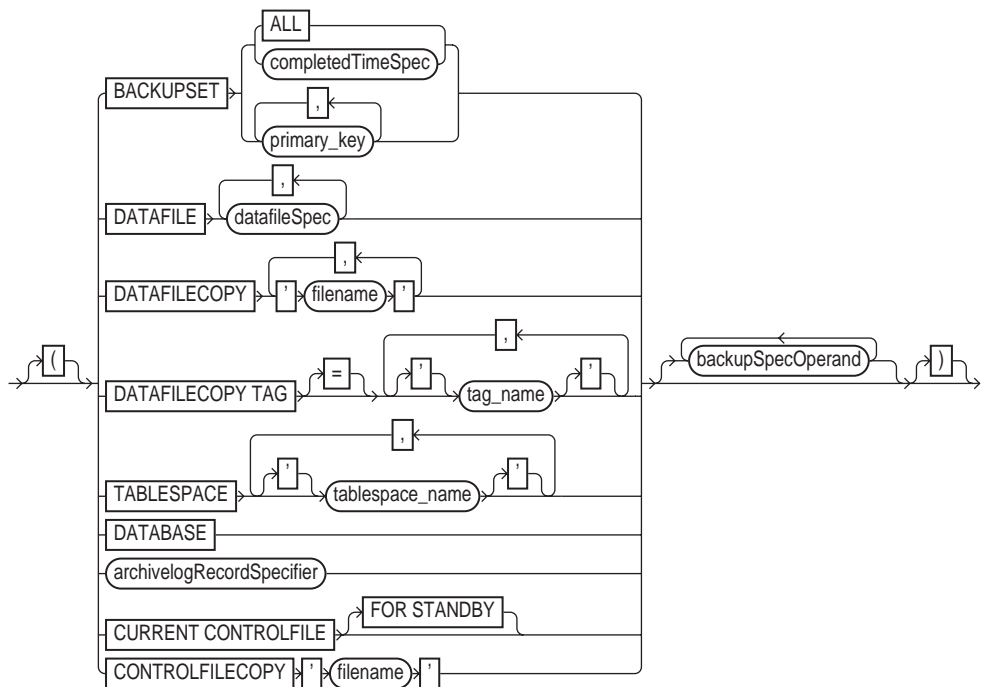 ALL
completedTimeSpec
BACKUPSET
,
primary_key
,
DATAFILE
datafileSpec
,
DATAFILECOPY ’ filename ’
,
( = ’ ’ backupSpecOperand )
DATAFILECOPY TAG tag_name
,
’ ’
TABLESPACE tablespace_name
DATABASE
archivelogRecordSpecifier
FOR STANDBY
CURRENT CONTROLFILE
CONTROLFILECOPY ’ filename ’